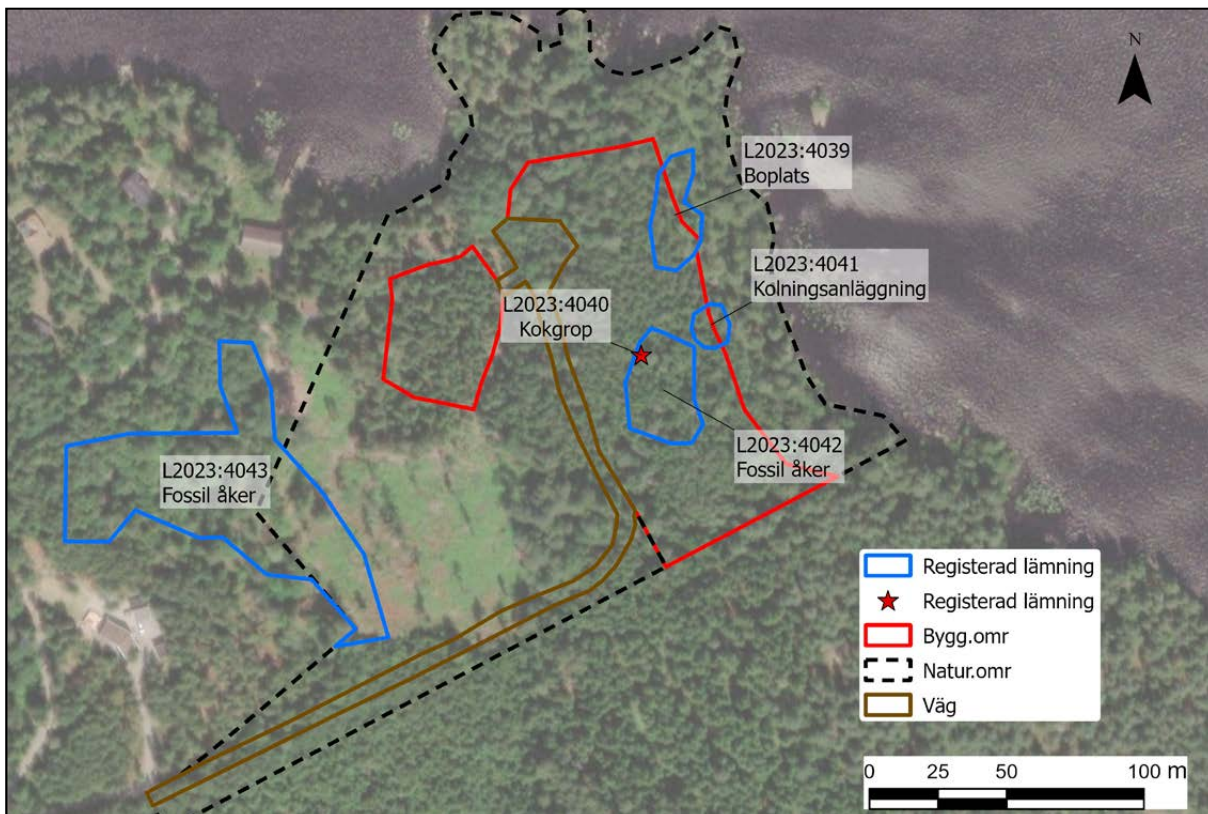 N
L2023:4039
Boplats
L2023:4041
Kolningsanläggning
L2023:4040
Kokgrop
L2023:4042
Fossil åker
L2023:4043
Fossil åker
Registerad lämning
Registerad lämning
Bygg.omr
Natur.omr
Väg
0 25 50 100 m